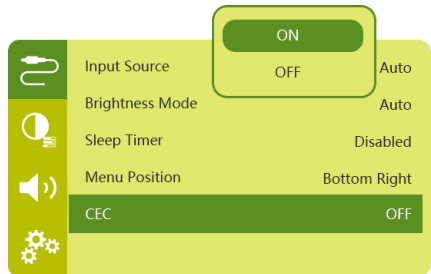 ON
OFF
Input Source Auto
Brightness Mode Auto
Sleep Timer Disabled
Menu Position Bottom Right
CEC OFF